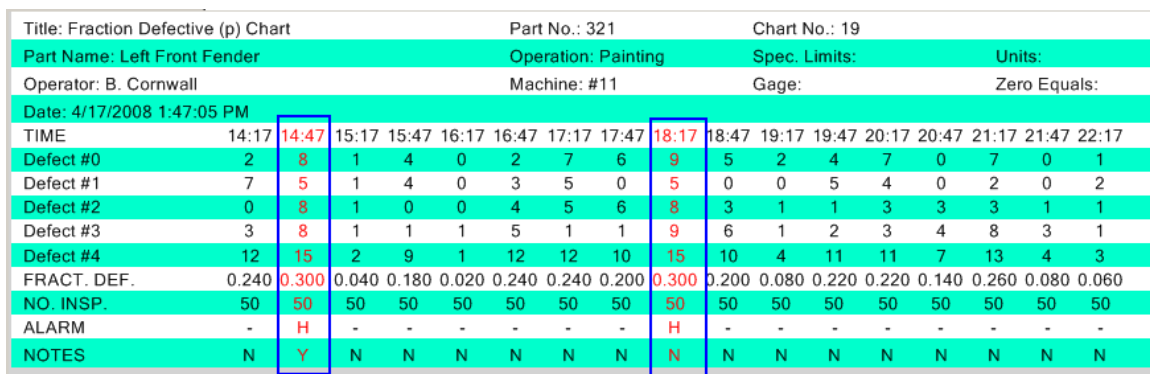 Title: Fraction Defective (p) Chart Part No.: 321 Chart No.: 19
Part Name: Left Front Fender Operation: Painting Spec. Limits: Units:
Operator: B. Cornwall Machine: #11 Gage: Zero Equals:
Date: 4/17/2008 1:47:05 PM
TIME 14:17 14:47 15:17 15:47 16:17 16:47 17:17 17:47 18:17 18:47 19:17 19:47 20:17 20:47 21:17 21:47 22:17
Defect #0 2 8 1 4 0 2 7 6 9 5 2 4 7 0 7 0 1
Defect #1 7 5 1 4 0 3 5 0 5 0 0 5 4 0 2 0 2
Defect #2 0 8 1 0 0 4 5 6 8 3 1 1 3 3 3 1 1
Defect #3 3 8 1 1 1 5 1 1 9 6 1 2 3 4 8 3 1
Defect #4 12 15 2 9 1 12 12 10 15 10 4 11 11 7 13 4 3
FRACT. DEF. 0.240 0.300 0.040 0.180 0.020 0.240 0.240 0.200 0.300 0.200 0.080 0.220 0.220 0.140 0.260 0.080 0.060
NO. INSP. 50 50 50 50 50 50 50 50 50 50 50 50 50 50 50 50 50
ALARM - H - - - - - - H - - - - - - - -
NOTES N Y N N N N N N N N N N N N N N N